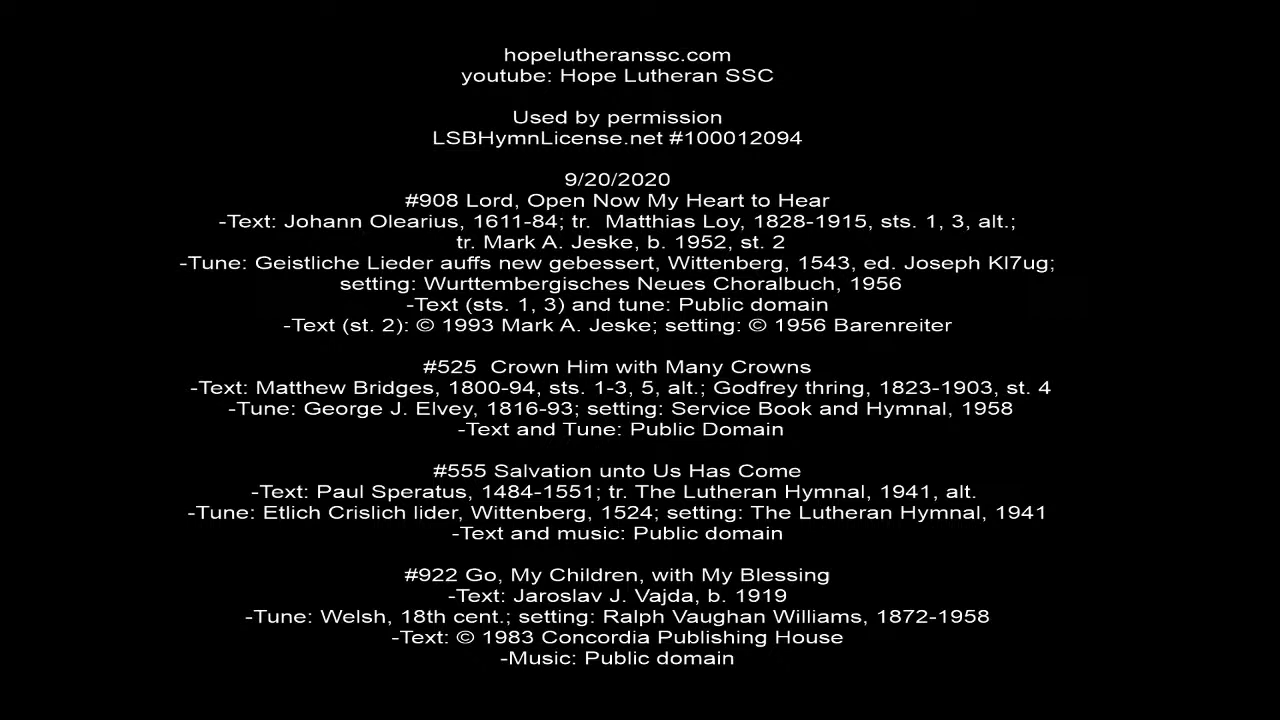 hopelutheranssc.com
youtube: Hope Lutheran SSC
Used by permission
LSBHymnLicense.net #100012094
9/20/2020
#908 Lord, Open Now My Heart to Hear
-Text: Johann Olearius, 1611-84; tr.  Matthias Loy, 1828-1915, sts. 1, 3, alt.;
tr. Mark A. Jeske, b. 1952, st. 2
-Tune: Geistliche Lieder auffs new gebessert, Wittenberg, 1543, ed. Joseph Kl7ug;
setting: Wurttembergisches Neues Choralbuch, 1956
-Text (sts. 1, 3) and tune: Public domain
-Text (st. 2): © 1993 Mark A. Jeske; setting: © 1956 Barenreiter
#525  Crown Him with Many Crowns
-Text: Matthew Bridges, 1800-94, sts. 1-3, 5, alt.; Godfrey thring, 1823-1903, st. 4
-Tune: George J. Elvey, 1816-93; setting: Service Book and Hymnal, 1958
-Text and Tune: Public Domain
#555 Salvation unto Us Has Come
-Text: Paul Speratus, 1484-1551; tr. The Lutheran Hymnal, 1941, alt.
-Tune: Etlich Crislich lider, Wittenberg, 1524; setting: The Lutheran Hymnal, 1941
-Text and music: Public domain
#922 Go, My Children, with My Blessing
-Text: Jaroslav J. Vajda, b. 1919
-Tune: Welsh, 18th cent.; setting: Ralph Vaughan Williams, 1872-1958
-Text: © 1983 Concordia Publishing House
-Music: Public domain